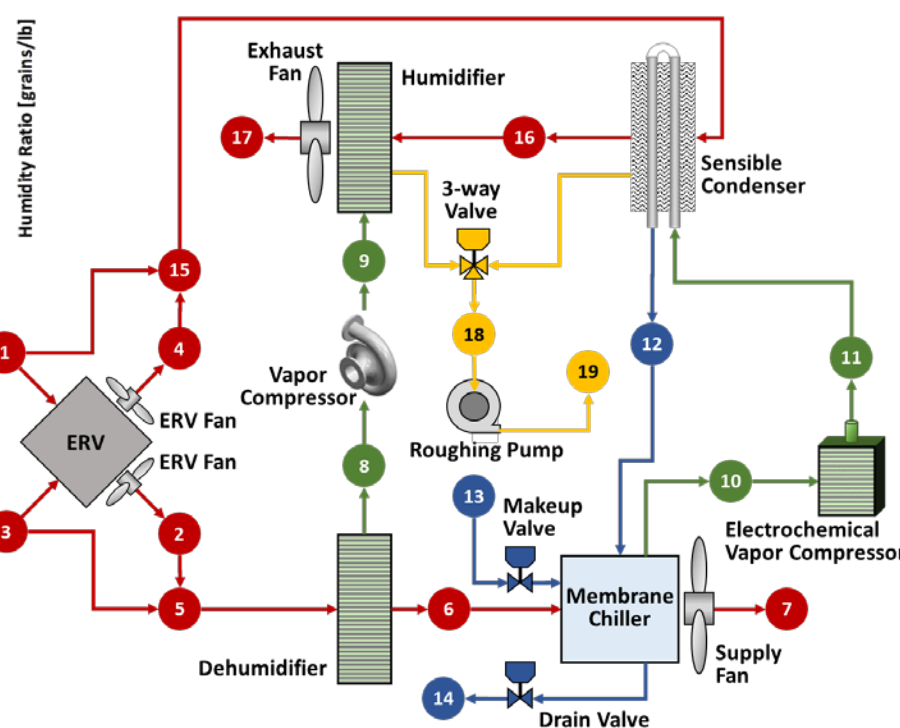 Humidity Ratio [grains/lb]
Exhaust
Fan
Humidifier
17
16
Sensible
Condenser
3-way
Valve
9
15
18
12
1
4
11
Vapor
Compressor
19
ERV Fan
ERV
ERV Fan
Roughing Pump
8
10
13
Makeup
Valve
3
2
Electrochemical
Vapor Compressor
5
6
Membrane
Chiller
7
Dehumidifier
Supply
Fan
14
Drain Valve